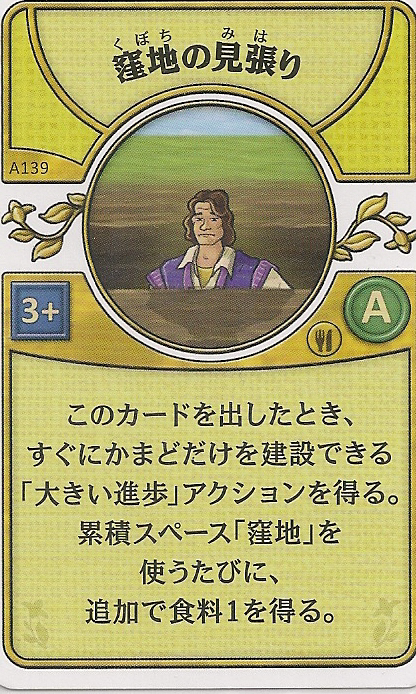 くぼち みは
窪地の見張り
A139
3+
A
このカードを出したとき、
すぐにかまどだけを建設できる
「大きい進歩」アクションを得る。
累積スペース「窪地」を
使うたびに、
追加で食料1を得る。